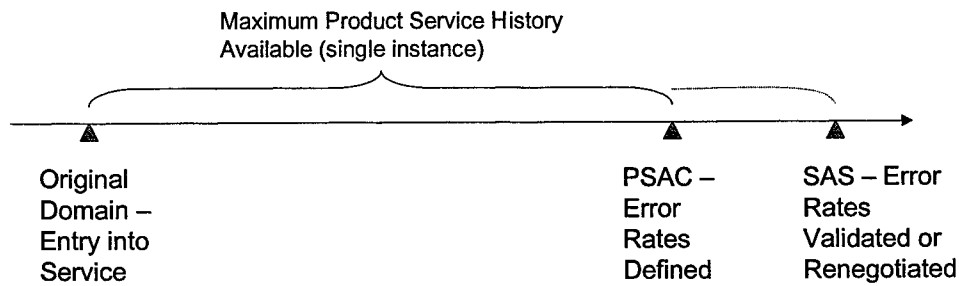 Maximum Product Service History
Available (single instance)
Original
Domain –
Entry into
Service
PSAC –
Error
Rates
Defined
SAS – Error
Rates
Validated or
Renegotiated